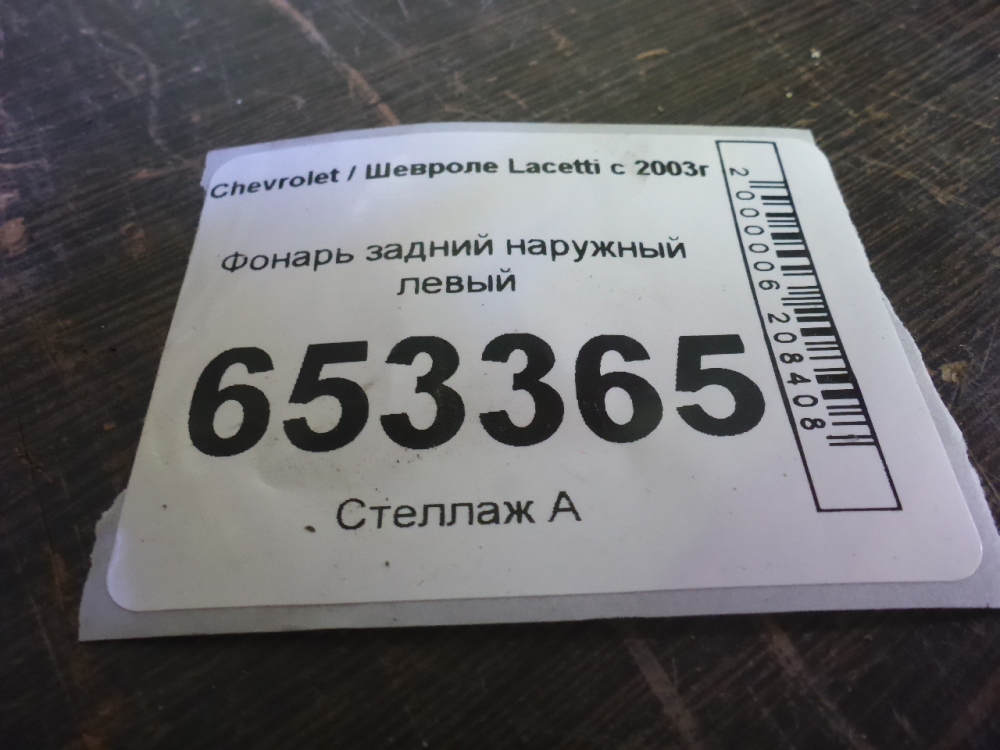 Chevrolet / Шевроле Lacetti с 2003г
Фонарь задний наружный
левый
653365
Стеллаж А
2000006208408